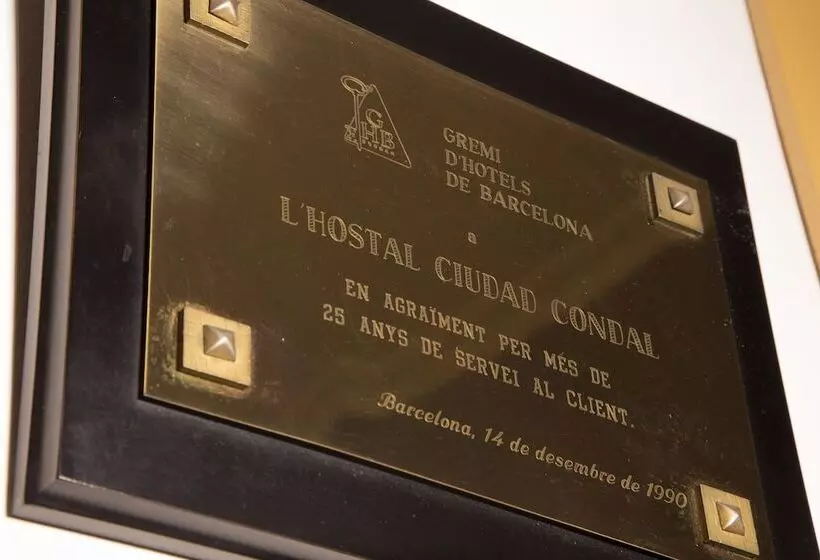 GHB
GREMI
D'HOTELS
DE BARCELONA
a
L'HOSTAL CIUDAD CONDAL
EN AGRAÏMENT PER MÉS DE
25 ANYS DE SERVEI AL CLIENT.
Barcelona, 14 de desembre de 1990